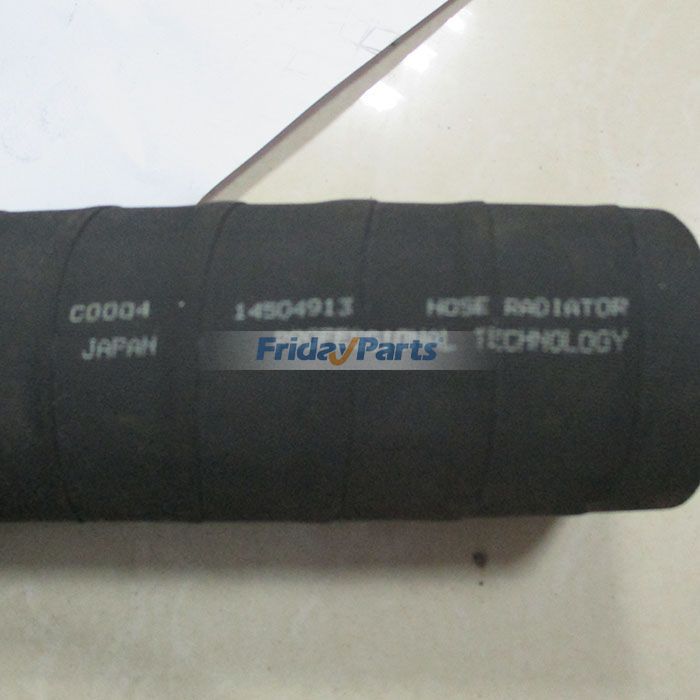 C0004 14504913 HOSE RADIATOR
JAPAN TECHNOLOGY
FridayParts